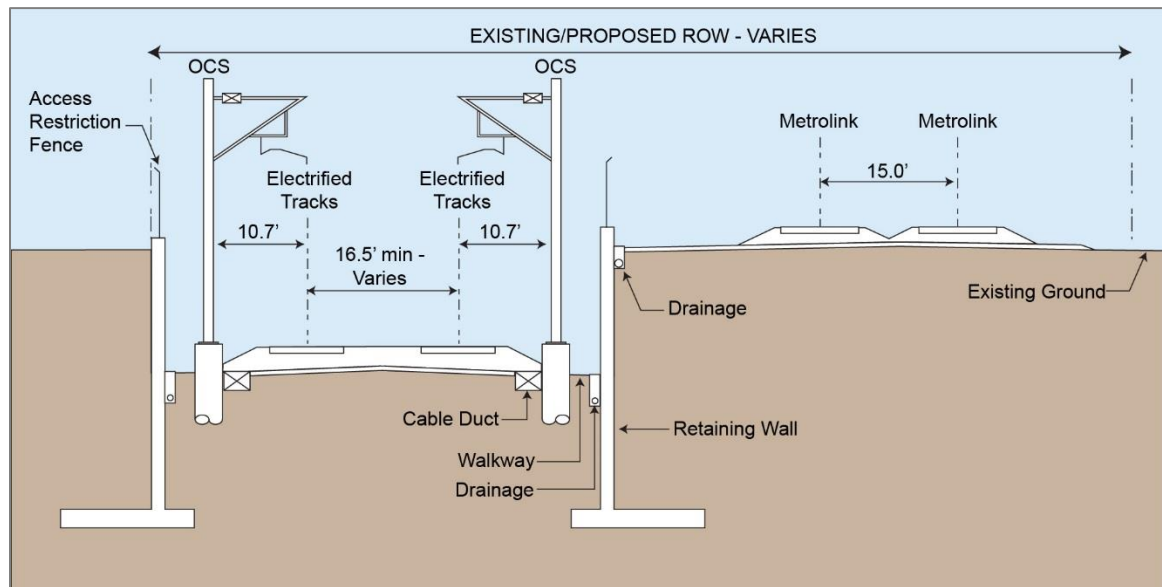 EXISTING/PROPOSED ROW - VARIES
OCS
OCS
Access
Restriction
Fence
Metrolink
Metrolink
15.0’
Electrified
Tracks
Electrified
Tracks
10.7’
10.7’
16.5’ min -
Varies
Drainage
Existing Ground
Cable Duct
Retaining Wall
Walkway
Drainage